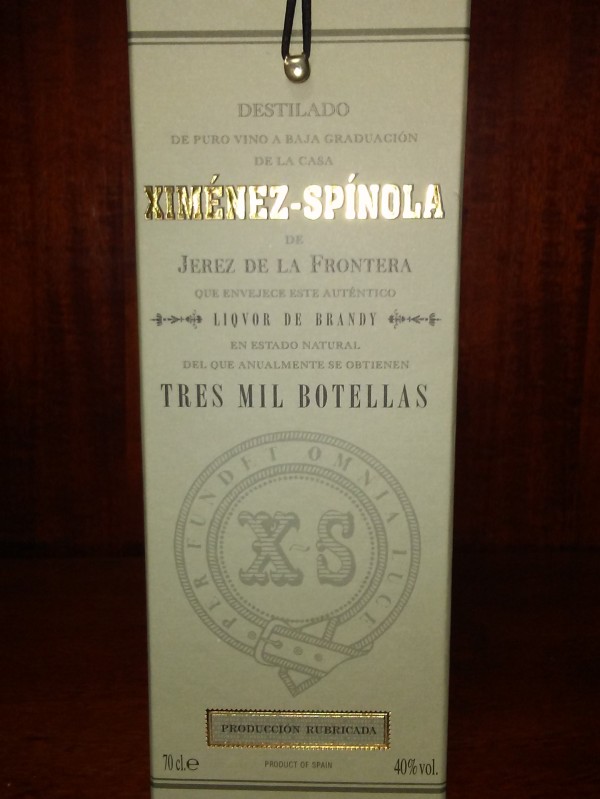 DESTILADO
DE PURO VINO A BAJA GRADUACIÓN
DE LA CASA
XIMÉNEZ-SPÍNOLA
DE
JEREZ DE LA FRONTERA
QUE ENVEJECE ESTE AUTÉNTICO
LIQVOR DE BRANDY
EN ESTADO NATURAL
DEL QUE ANUALMENTE SE OBTIENEN
TRES MIL BOTELLAS
PER FUNDET OMNIA LUCE
X~S
PRODUCCIÓN RUBRICADA
70 cl.e PRODUCT OF SPAIN 40% vol.